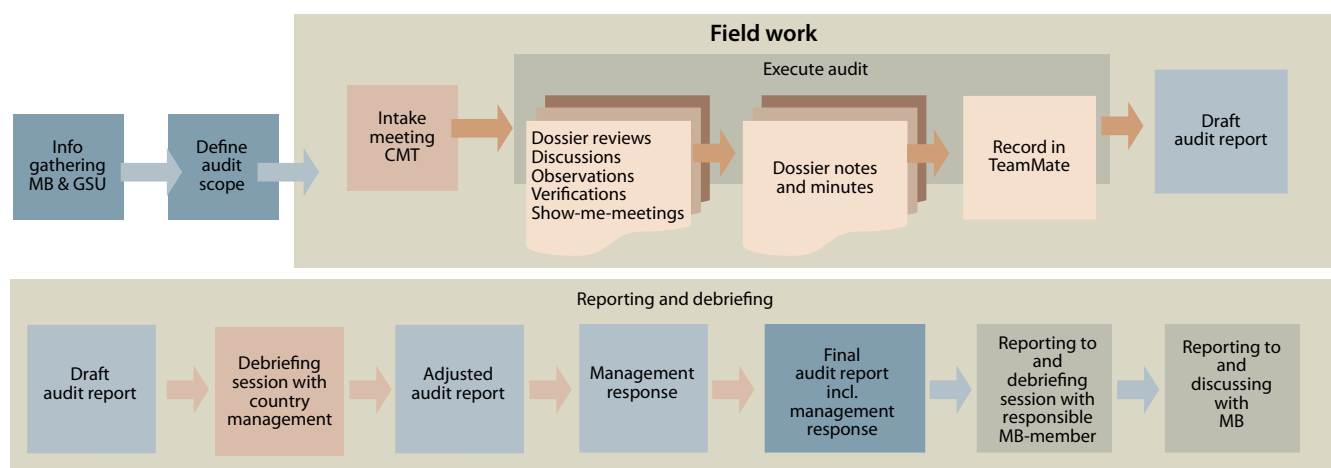 Field work
Execute audit
Info
gathering
MB & GSU
Define
audit
scope
Intake
meeting
CMT
Dossier reviews
Discussions
Observations
Verifications
Show-me-meetings
Dossier notes
and minutes
Record in
TeamMate
Draft
audit report
Reporting and debriefing
Draft
audit report
Debriefing
session with
country
management
Adjusted
audit report
Management
response
Final
audit report
incl.
management
response
Reporting to
and
debriefing
session with
responsible
MB-member
Reporting to
and
discussing
with
MB